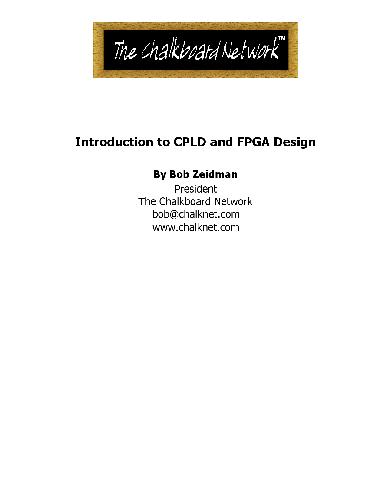 The Chalkboard Network™
Introduction to CPLD and FPGA Design
By Bob Zeidman
President
The Chalkboard Network
bob@chalknet.com
www.chalknet.com